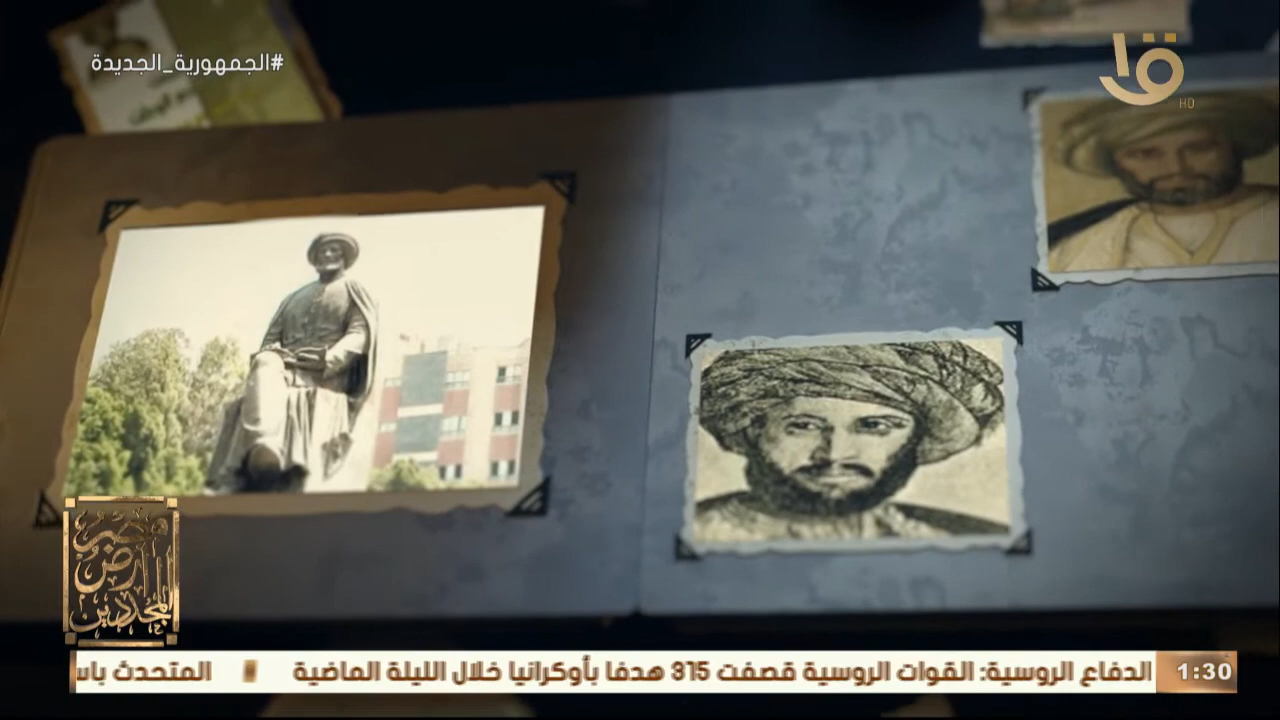 #الجمهورية_الجديدة
HD
مصر
أرض
المجددين
1:30
الدفاع الروسية: القوات الروسية قصفت 315 هدفا بأوكرانيا خلال الليلة الماضية
المتحدث باس